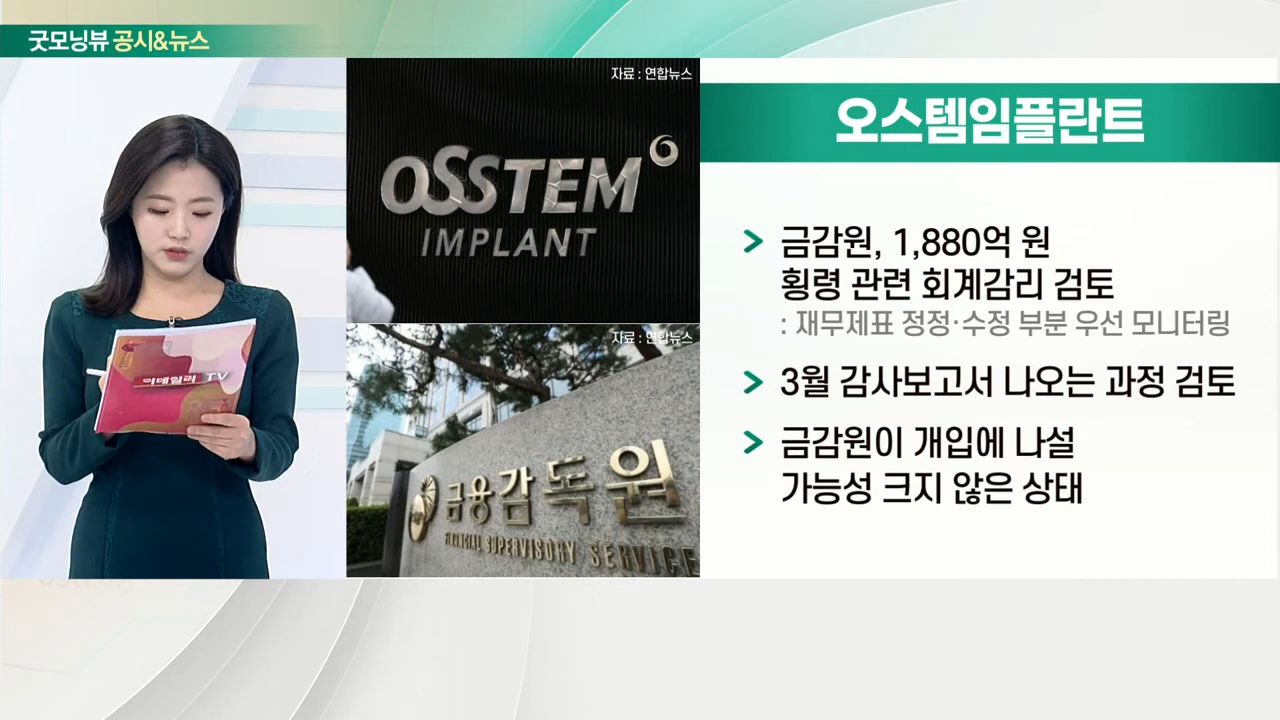 굿모닝뷰 공시&뉴스
자료 : 연합뉴스
OSSTEM
IMPLANT
자료 : 연합뉴스
금융감독원
FINANCIAL SUPERVISORY SERVICE
이데일리 TV
오스템임플란트
금감원, 1,880억 원
횡령 관련 회계감리 검토
: 재무제표 정정·수정 부분 우선 모니터링
3월 감사보고서 나오는 과정 검토
금감원이 개입에 나설
가능성 크지 않은 상태